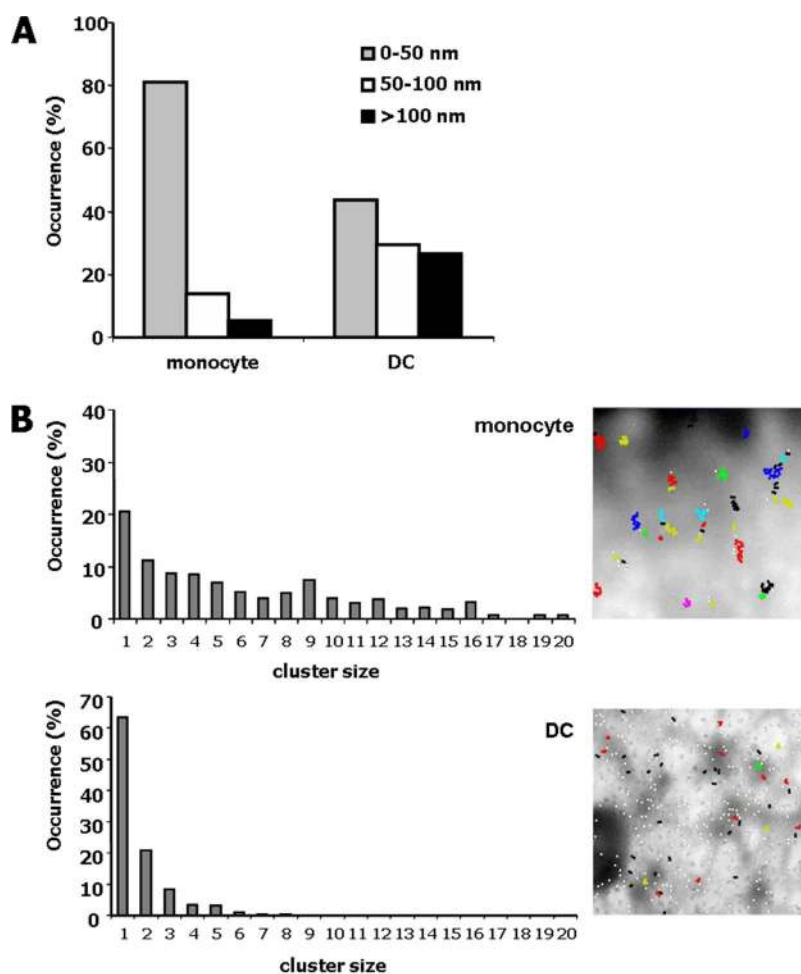 A
100
80
60
40
20
0
Occurrence (%)
0-50 nm
50-100 nm
>100 nm
monocyte DC
B
40
30
20
10
0
Occurrence (%)
monocyte
1 2 3 4 5 6 7 8 9 10 11 12 13 14 15 16 17 18 19 20
cluster size
70
60
50
40
30
20
10
0
Occurrence (%)
DC
1 2 3 4 5 6 7 8 9 10 11 12 13 14 15 16 17 18 19 20
cluster size